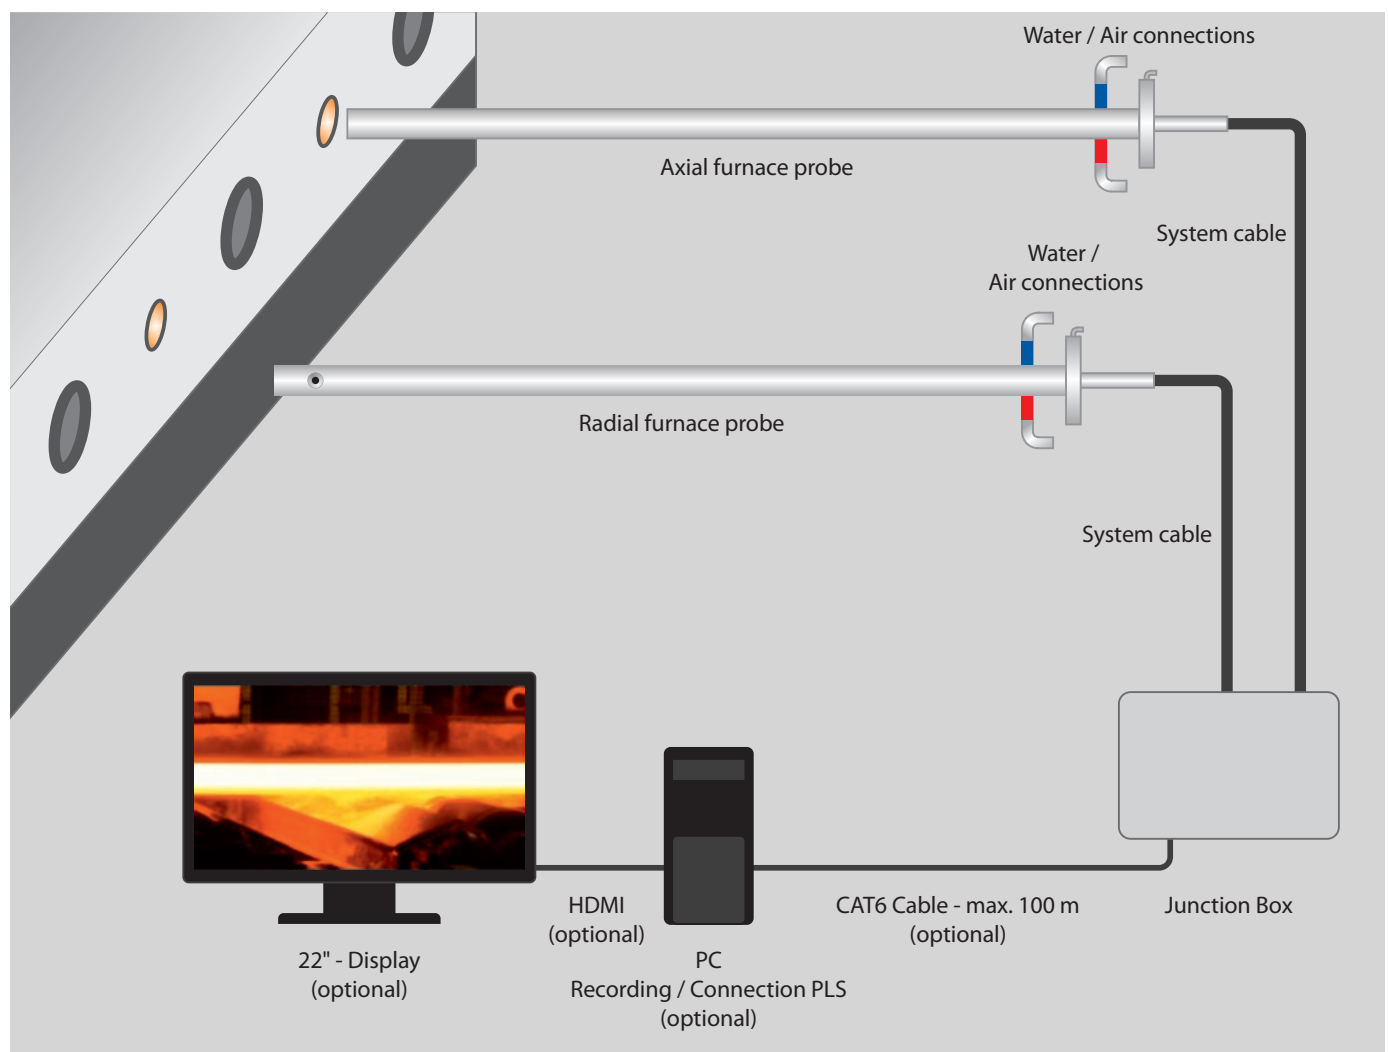 Water / Air connections
Axial furnace probe
System cable
Water /
Air connections
Radial furnace probe
System cable
HDMI
(optional)
CAT6 Cable - max. 100 m
(optional)
Junction Box
22" - Display
(optional)
PC
Recording / Connection PLS
(optional)